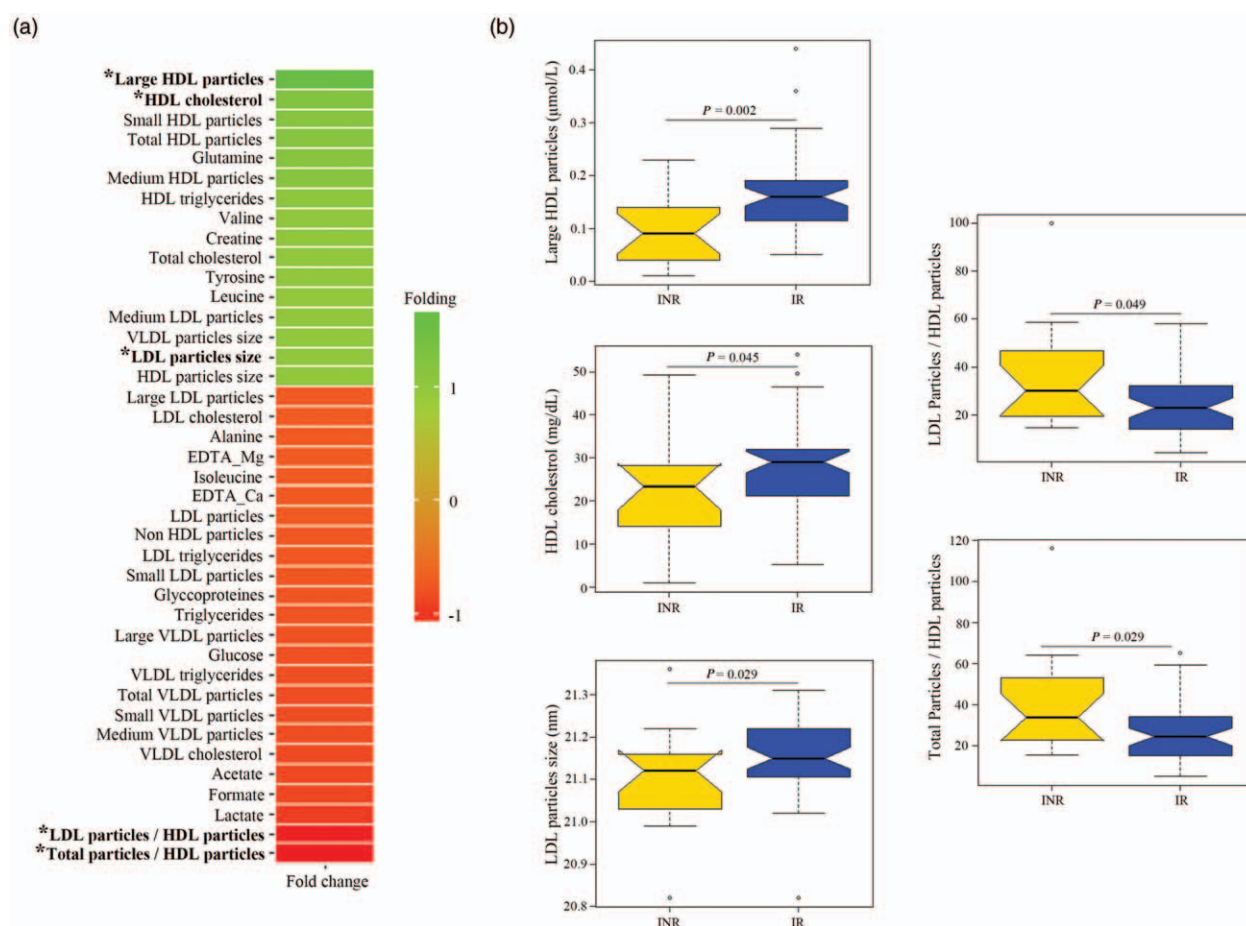 (a)
*Large HDL particles
*HDL cholesterol
Small HDL particles
Total HDL particles
Glutamine
Medium HDL particles
HDL triglycerides
Valine
Creatine
Total cholesterol
Tyrosine
Leucine
Medium LDL particles
VLDL particles size
*LDL particles size
HDL particles size
Large LDL particles
LDL cholesterol
Alanine
EDTA_Mg
Isoleucine
EDTA_Ca
LDL particles
Non HDL particles
LDL triglycerides
Small LDL particles
Glyccoproteines
Triglycerides
Large VLDL particles
Glucose
VLDL triglycerides
Total VLDL particles
Small VLDL particles
Medium VLDL particles
VLDL cholesterol
Acetate
Formate
Lactate
*LDL particles / HDL particles
*Total particles / HDL particles
Fold change
Folding
1
0
-1
(b)
Large HDL particles (μmol/L)
0.4
0.3
0.2
0.1
0.0
P = 0.002
INR IR
HDL cholestrol (mg/dL)
50
40
30
20
10
0
P = 0.045
INR IR
LDL particles size (nm)
21.3
21.2
21.1
21.0
20.9
20.8
P = 0.029
INR IR
LDL Particles / HDL particles
100
80
60
40
20
P = 0.049
INR IR
Total Particles / HDL particles
120
100
80
60
40
20
P = 0.029
INR IR